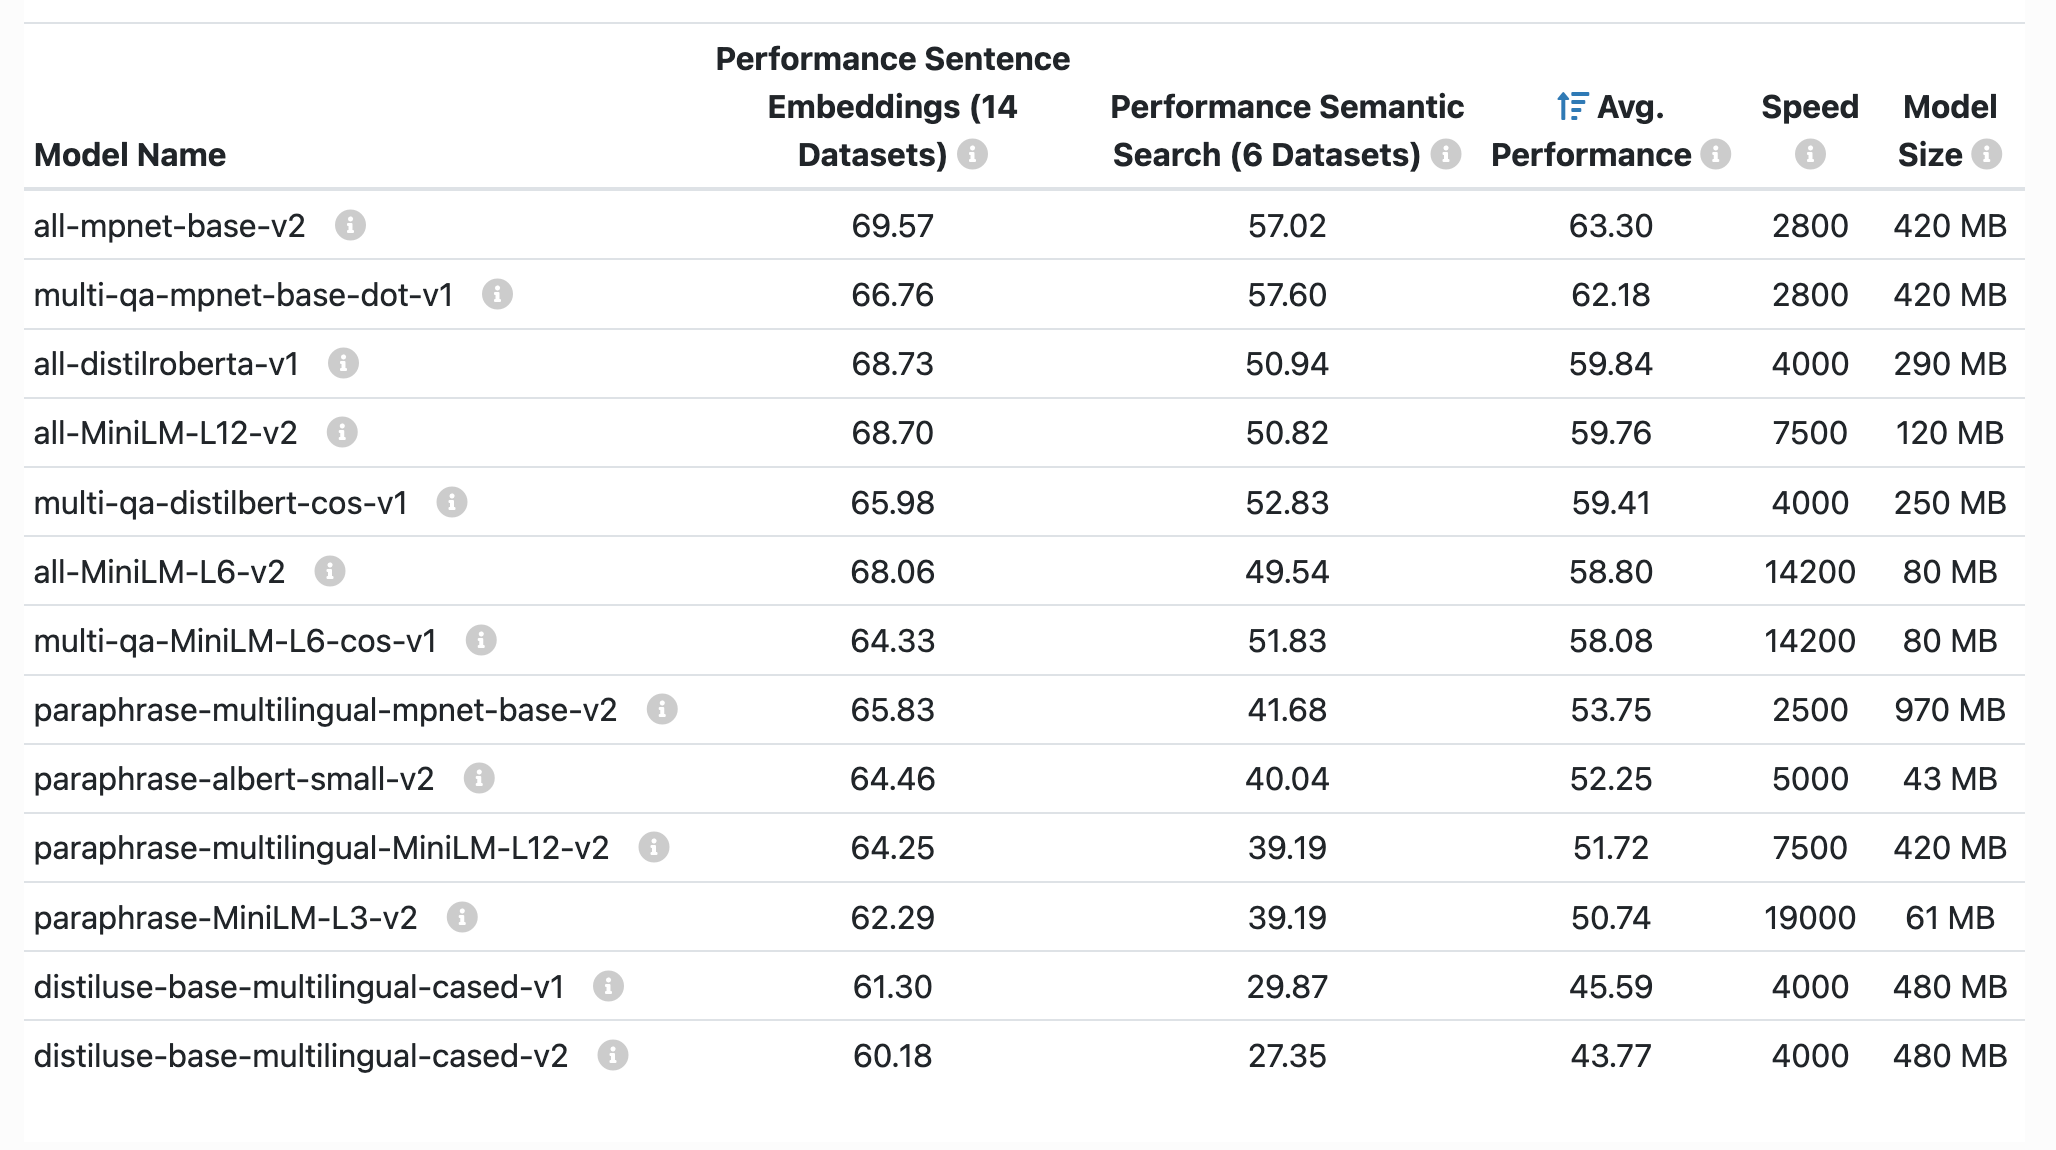 Model Name
Performance Sentence
Embeddings (14
Datasets)
Performance Semantic
Search (6 Datasets)
Avg.
Performance
Speed
Model
Size
all-mpnet-base-v2 69.57 57.02 63.30 2800 420 MB
multi-qa-mpnet-base-dot-v1 66.76 57.60 62.18 2800 420 MB
all-distilroberta-v1 68.73 50.94 59.84 4000 290 MB
all-MiniLM-L12-v2 68.70 50.82 59.76 7500 120 MB
multi-qa-distilbert-cos-v1 65.98 52.83 59.41 4000 250 MB
all-MiniLM-L6-v2 68.06 49.54 58.80 14200 80 MB
multi-qa-MiniLM-L6-cos-v1 64.33 51.83 58.08 14200 80 MB
paraphrase-multilingual-mpnet-base-v2 65.83 41.68 53.75 2500 970 MB
paraphrase-albert-small-v2 64.46 40.04 52.25 5000 43 MB
paraphrase-multilingual-MiniLM-L12-v2 64.25 39.19 51.72 7500 420 MB
paraphrase-MiniLM-L3-v2 62.29 39.19 50.74 19000 61 MB
distiluse-base-multilingual-cased-v1 61.30 29.87 45.59 4000 480 MB
distiluse-base-multilingual-cased-v2 60.18 27.35 43.77 4000 480 MB